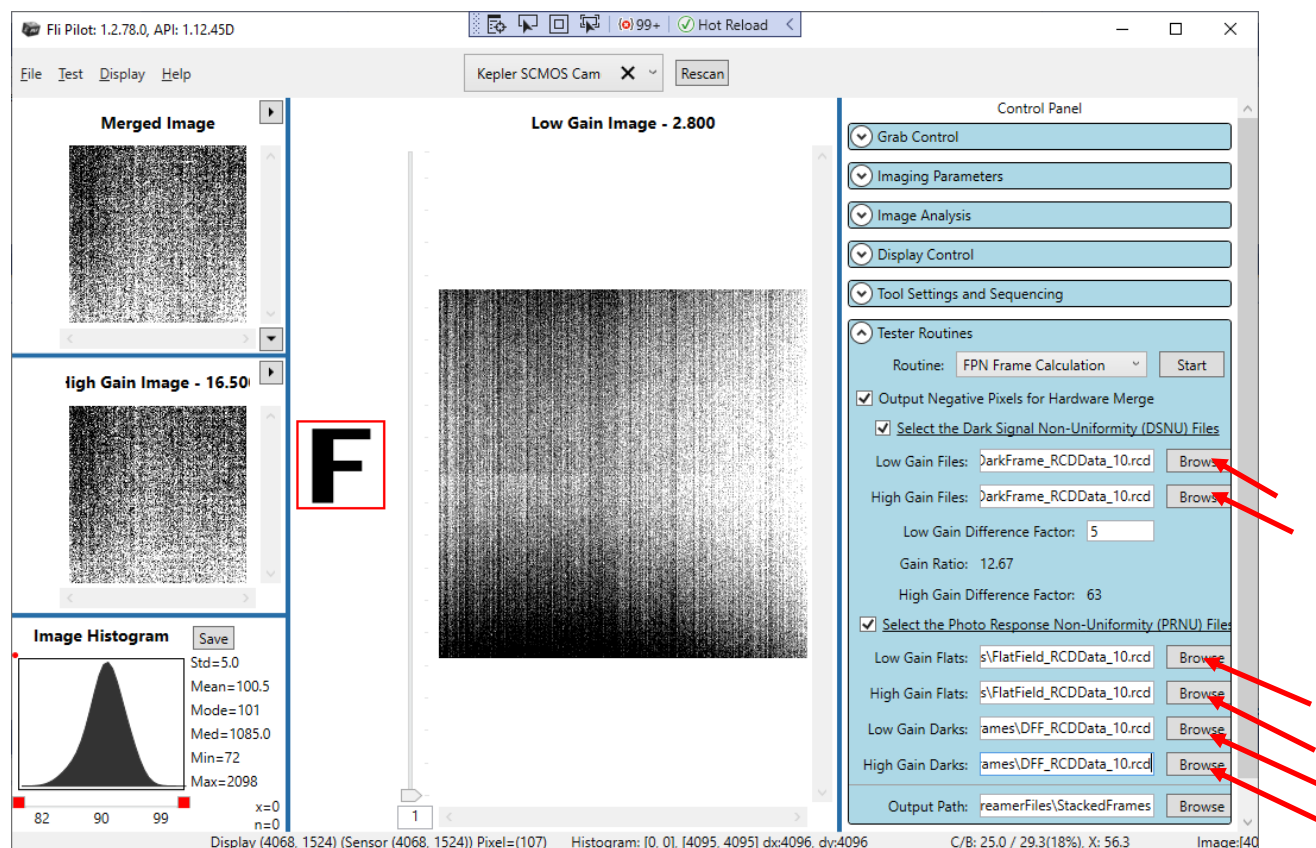 Fli Pilot: 1.2.78.0, API: 1.12.45D
99+ Hot Reload
File Test Display Help
Kepler SCMOS Cam Rescan
Merged Image
High Gain Image - 16.50
Image Histogram Save
Std=5.0
Mean=100.5
Mode=101
Med=1085.0
Min=72
Max=2098
x=0
82 90 99
n=0
Low Gain Image - 2.800
F
1
Control Panel
Grab Control
Imaging Parameters
Image Analysis
Display Control
Tool Settings and Sequencing
Tester Routines
Routine: FPN Frame Calculation Start
Output Negative Pixels for Hardware Merge
Select the Dark Signal Non-Uniformity (DSNU) Files
Low Gain Files: DarkFrame_RCDData_10.rcd Browse
High Gain Files: DarkFrame_RCDData_10.rcd Browse
Low Gain Difference Factor: 5
Gain Ratio: 12.67
High Gain Difference Factor: 63
Select the Photo Response Non-Uniformity (PRNU) Files
Low Gain Flats: s\FlatField_RCDData_10.rcd Browse
High Gain Flats: s\FlatField_RCDData_10.rcd Browse
Low Gain Darks: rames\DFF_RCDData_10.rcd Browse
High Gain Darks: rames\DFF_RCDData_10.rcd Browse
Output Path: reamerFiles\StackedFrames Browse
Display (4068, 1524) (Sensor (4068, 1524)) Pixel=(107) Histogram: [0, 0], [4095, 4095] dx:4096, dy:4096 C/B: 25.0 / 29.3(18%), X: 56.3 Image:[40